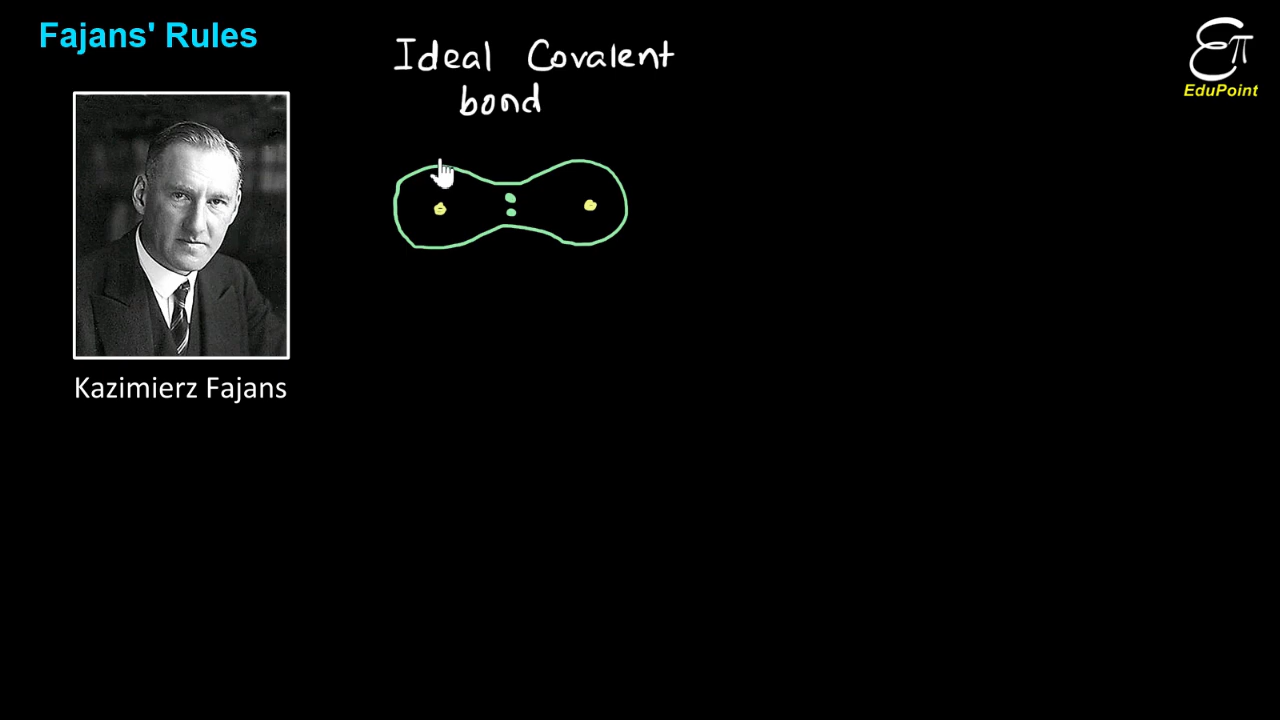 Fajans' Rules
Ideal Covalent
bond
EduPoint
Kazimierz Fajans